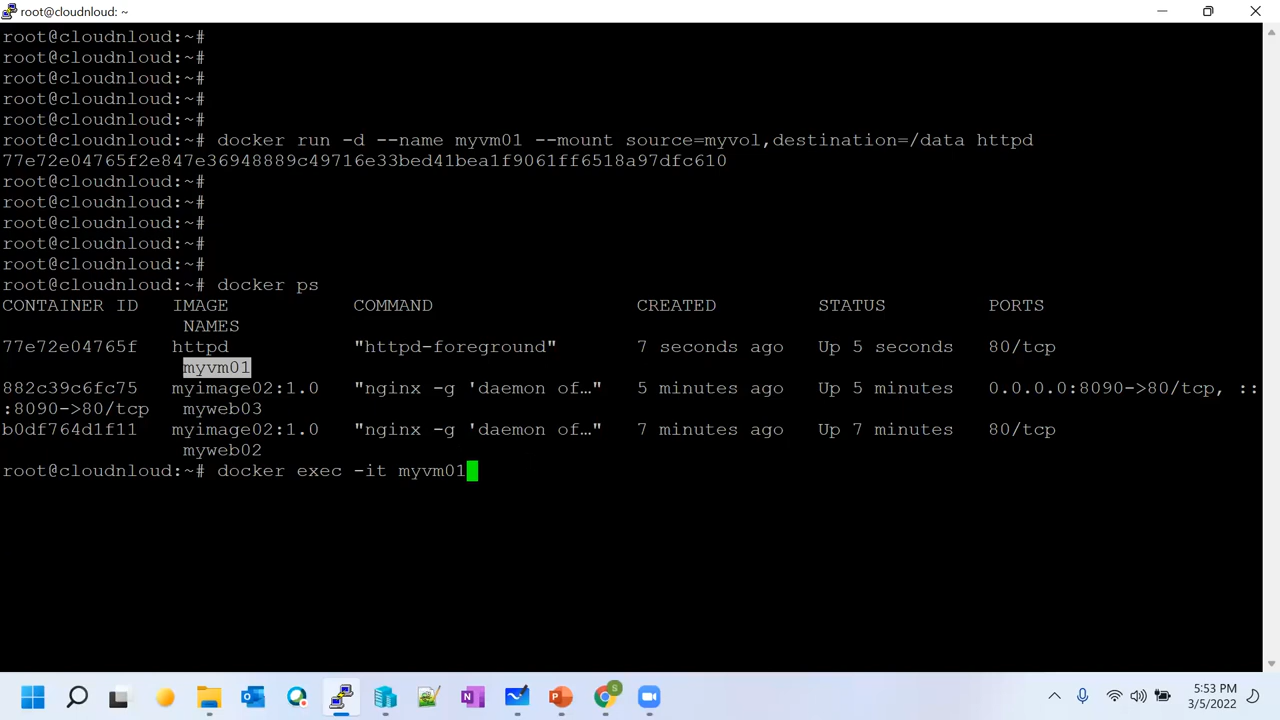 root@cloudnloud: ~
root@cloudnloud:~#
root@cloudnloud:~#
root@cloudnloud:~#
root@cloudnloud:~#
root@cloudnloud:~#
root@cloudnloud:~# docker run -d --name myvm01 --mount source=myvol,destination=/data httpd
77e72e04765f2e847e36948889c49716e33bed41bea1f9061ff6518a97dfc610
root@cloudnloud:~#
root@cloudnloud:~#
root@cloudnloud:~#
root@cloudnloud:~#
root@cloudnloud:~#
root@cloudnloud:~# docker ps
CONTAINER ID IMAGE COMMAND CREATED STATUS PORTS
NAMES
77e72e04765f httpd "httpd-foreground" 7 seconds ago Up 5 seconds 80/tcp
myvm01
882c39c6fc75 myimage02:1.0 "nginx -g 'daemon of…" 5 minutes ago Up 5 minutes 0.0.0.0:8090->80/tcp, ::
:8090->80/tcp myweb03
b0df764d1f11 myimage02:1.0 "nginx -g 'daemon of…" 7 minutes ago Up 7 minutes 80/tcp
myweb02
root@cloudnloud:~# docker exec -it myvm01
5:53 PM
3/5/2022